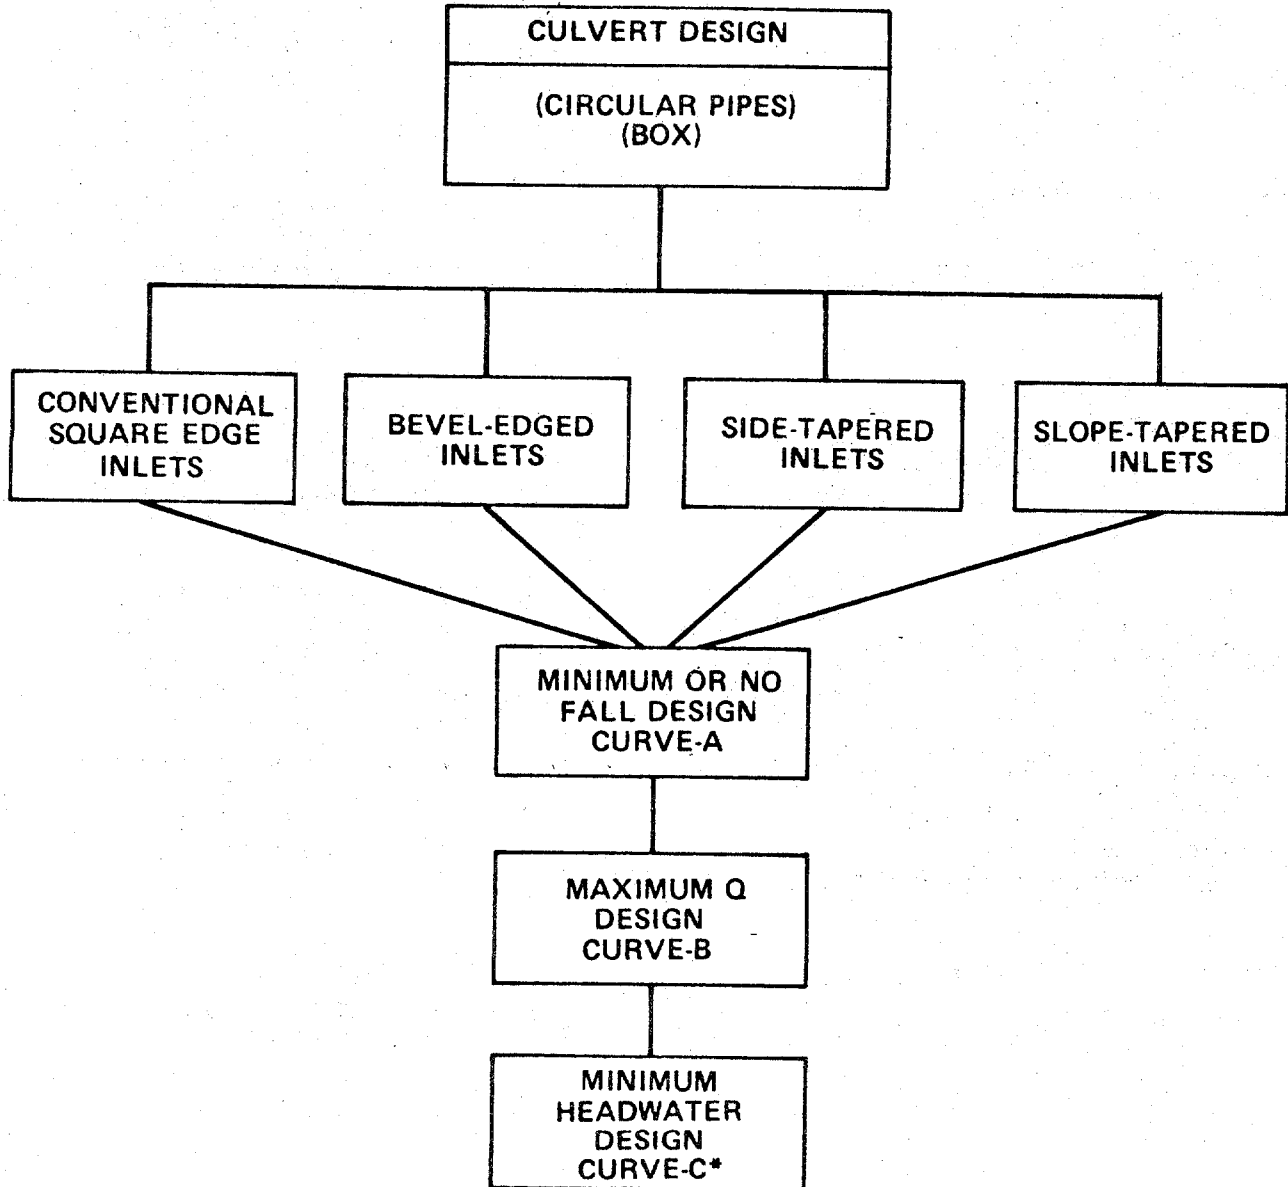 CULVERT DESIGN
(CIRCULAR PIPES)
(BOX)
CONVENTIONAL
SQUARE EDGE
INLETS
BEVEL-EDGED
INLETS
SIDE-TAPERED
INLETS
SLOPE-TAPERED
INLETS
MINIMUM OR NO
FALL DESIGN
CURVE-A
MAXIMUM Q
DESIGN
CURVE-B
MINIMUM
HEADWATER
DESIGN
CURVE-C*